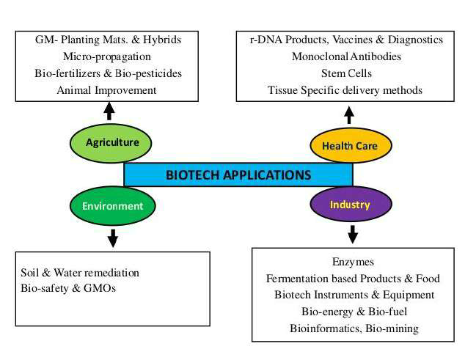 GM- Planting Mats. & Hybrids
Micro-propagation
Bio-fertilizers & Bio-pesticides
Animal Improvement
r-DNA Products, Vaccines & Diagnostics
Monoclonal Antibodies
Stem Cells
Tissue Specific delivery methods
Agriculture
Health Care
BIOTECH APPLICATIONS
Environment
Industry
Soil & Water remediation
Bio-safety & GMOs
Enzymes
Fermentation based Products & Food
Biotech Instruments & Equipment
Bio-energy & Bio-fuel
Bioinformatics, Bio-mining